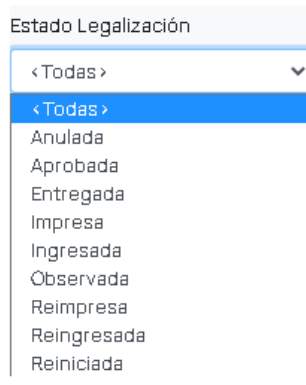 Estado Legalización
<Todas>
<Todas>
Anulada
Aprobada
Entregada
Impresa
Ingresada
Observada
Reimpresa
Reingresada
Reiniciada